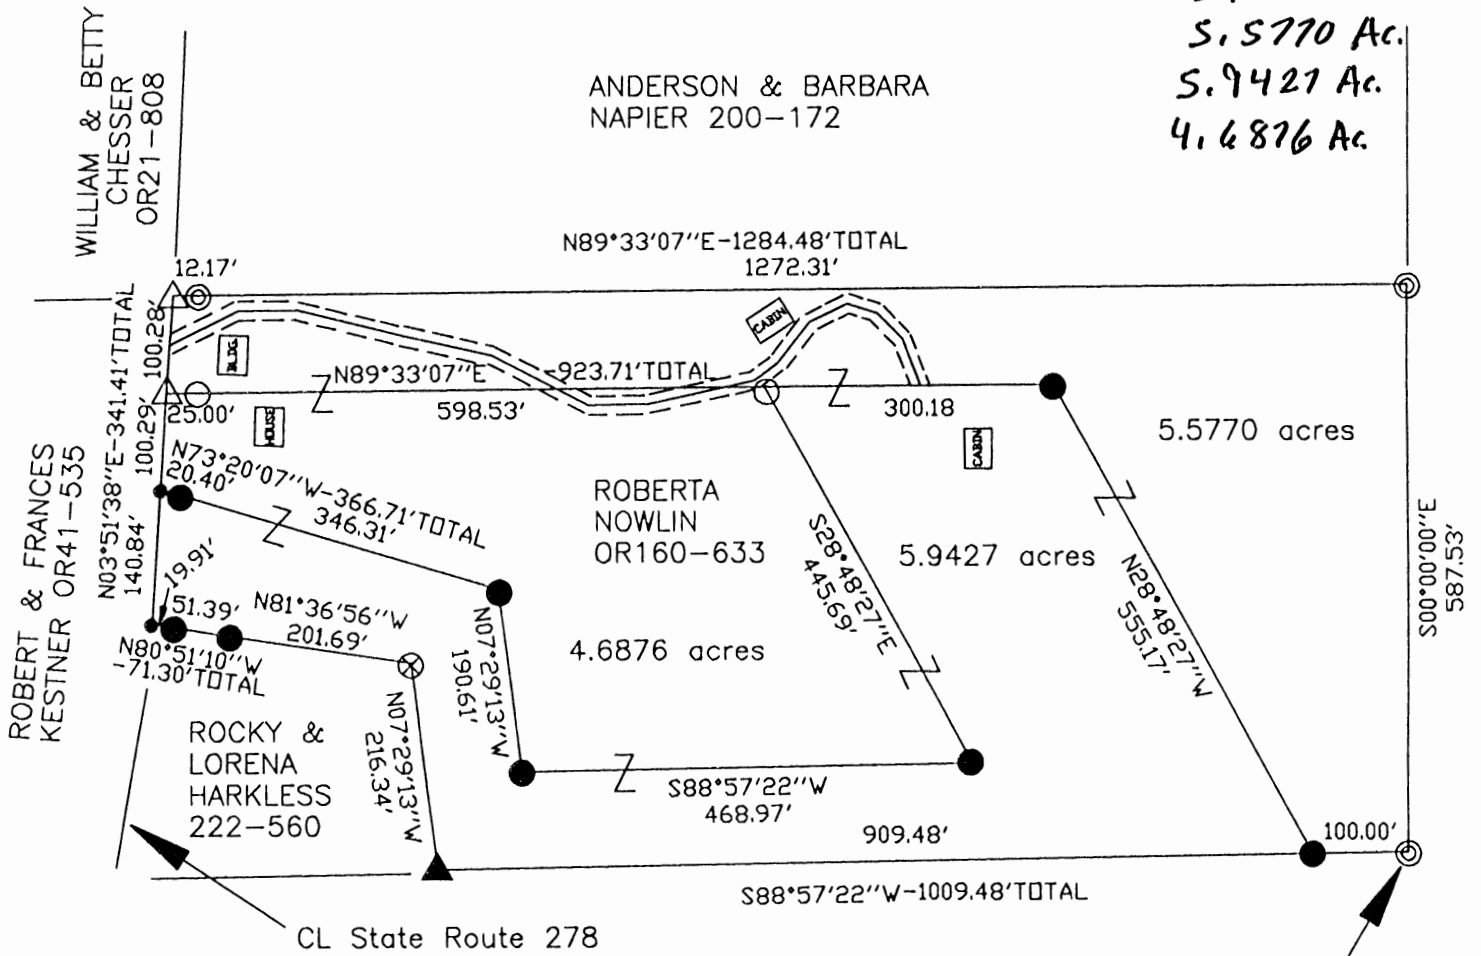 5.5770 Ac.
5.9427 Ac.
4.6876 Ac.
WILLIAM & BETTY
CHESSER
OR21-808
ANDERSON & BARBARA
NAPIER 200-172
N89°33'07"E-1284.48'TOTAL
1272.31'
12.17'
N03°51'38"E-341.41'TOTAL
100.28'
BLDG.
CABIN
N89°33'07"E -923.71'TOTAL
25.00'
598.53'
300.18
HOUSE
CABIN
5.5770 acres
100.29'
N73°20'07"W-366.71'TOTAL
20.40'
346.31'
ROBERT & FRANCES
KESTNER OR41-535
ROBERTA
NOWLIN
OR160-633
S28°48'27"E
445.69'
5.9427 acres
N28°48'27"W
555.17'
S00°00'00"E
587.53'
140.84'
19.91'
51.39'
N81°36'56"W
201.69'
N80°51'10"W
-71.30'TOTAL
N07°29'13"W
190.61'
4.6876 acres
ROCKY &
LORENA
HARKLESS
222-560
N07°29'13"W
216.34'
S88°57'22"W
468.97'
909.48'
100.00'
S88°57'22"W-1009.48'TOTAL
CL State Route 278